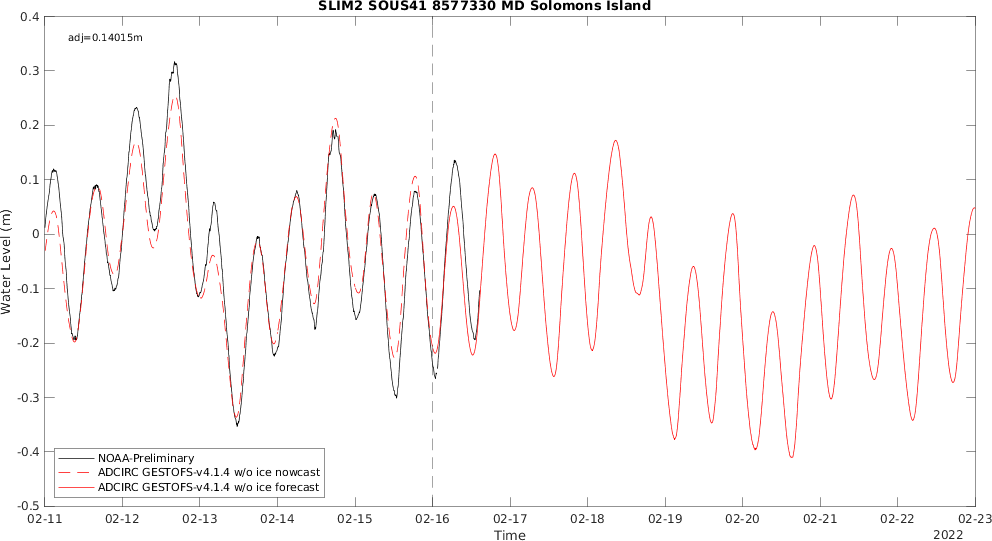 SLIM2 SOUS41 8577330 MD Solomons Island
adj=0.14015m
0.4
0.3
0.2
0.1
0
-0.1
-0.2
-0.3
-0.4
-0.5
Water Level (m)
NOAA-Preliminary
ADCIRC GESTOFS-v4.1.4 w/o ice nowcast
ADCIRC GESTOFS-v4.1.4 w/o ice forecast
02-11 02-12 02-13 02-14 02-15 02-16 02-17 02-18 02-19 02-20 02-21 02-22 02-23
Time
2022